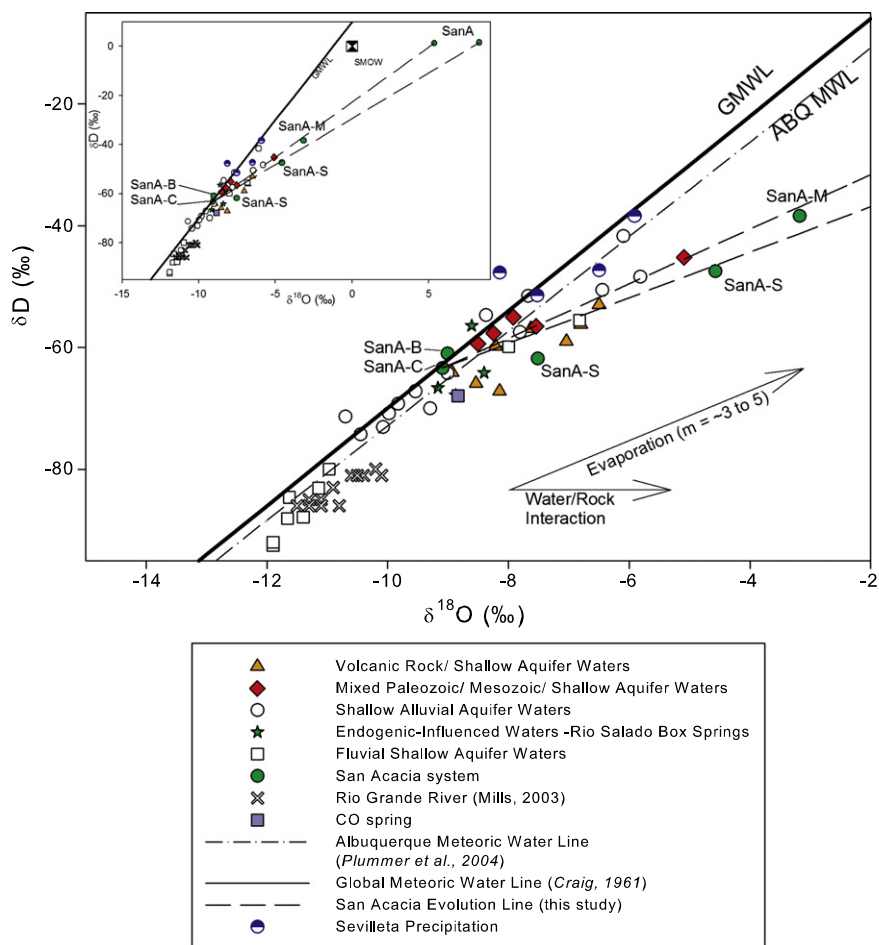 0
-20
-40
-60
-80
-15
-10
-5
0
5
δD (‰)
δ18O (‰)
GMWL
SMOW
SanA
SanA-M
SanA-S
SanA-B
SanA-C
SanA-S
-20
-40
-60
-80
δD (‰)
GMWL
ABQ MWL
SanA-M
SanA-S
SanA-B
SanA-C
SanA-S
Evaporation (m = ~3 to 5)
Water/Rock
Interaction
-14
-12
-10
-8
-6
-4
-2
δ18O (‰)
Volcanic Rock/ Shallow Aquifer Waters
Mixed Paleozoic/ Mesozoic/ Shallow Aquifer Waters
Shallow Alluvial Aquifer Waters
Endogenic-Influenced Waters -Rio Salado Box Springs
Fluvial Shallow Aquifer Waters
San Acacia system
Rio Grande River (Mills, 2003)
CO spring
Albuquerque Meteoric Water Line
(Plummer et al., 2004)
Global Meteoric Water Line (Craig, 1961)
San Acacia Evolution Line (this study)
Sevilleta Precipitation